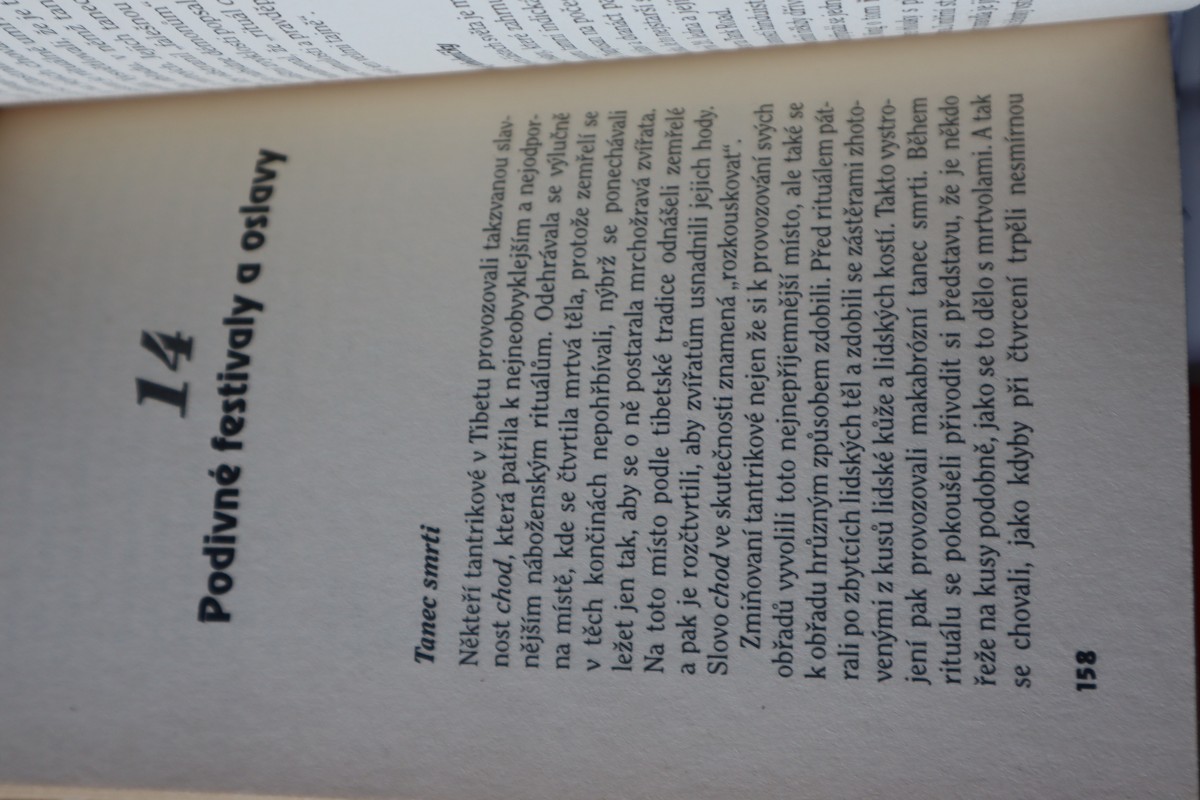 14
Podivné festivaly a oslavy
Tanec smrti
Někteří tantrikové v Tibetu provozovali takzvanou slav-
nost chod, která patřila k nejneobvyklejším a nejodpor-
nějším náboženským rituálům. Odehrávala se výlučně
na místě, kde se čtvrtila mrtvá těla, protože zemřelí se
v těch končinách nepohřbívali, nýbrž se ponechávali
ležet jen tak, aby se o ně postarala mrchožravá zvířata.
Na toto místo podle tibetské tradice odnášeli zemřelé
a pak je rozčtvrtili, aby zvířatům usnadnili jejich hody.
Slovo chod ve skutečnosti znamená „rozkouskovat".
Zmiňovaní tantrikové nejen že si k provozování svých
obřadů vyvolili toto nejnepříjemnější místo, ale také se
k obřadu hrůzným způsobem zdobili. Před rituálem pát-
rali po zbytcích lidských těl a zdobili se zástěrami zhoto-
venými z kusů lidské kůže a lidských kostí. Takto vystro-
jení pak provozovali makabrózní tanec smrti. Během
rituálu se pokoušeli přivodit si představu, že je někdo
řeže na kusy podobně, jako se to dělo s mrtvolami. A tak
se chovali, jako kdyby při čtvrcení trpěli nesmírnou
158